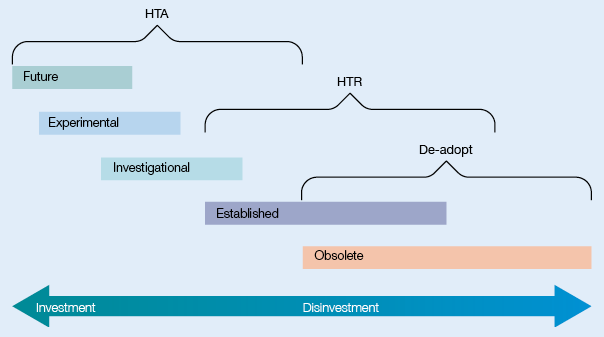 HTA
Future
HTR
Experimental
De-adopt
Investigational
Established
Obsolete
Investment
Disinvestment